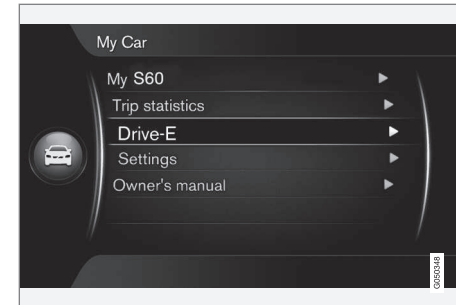 My Car
My S60
Trip statistics
Drive-E
Settings
Owner's manual
G050348